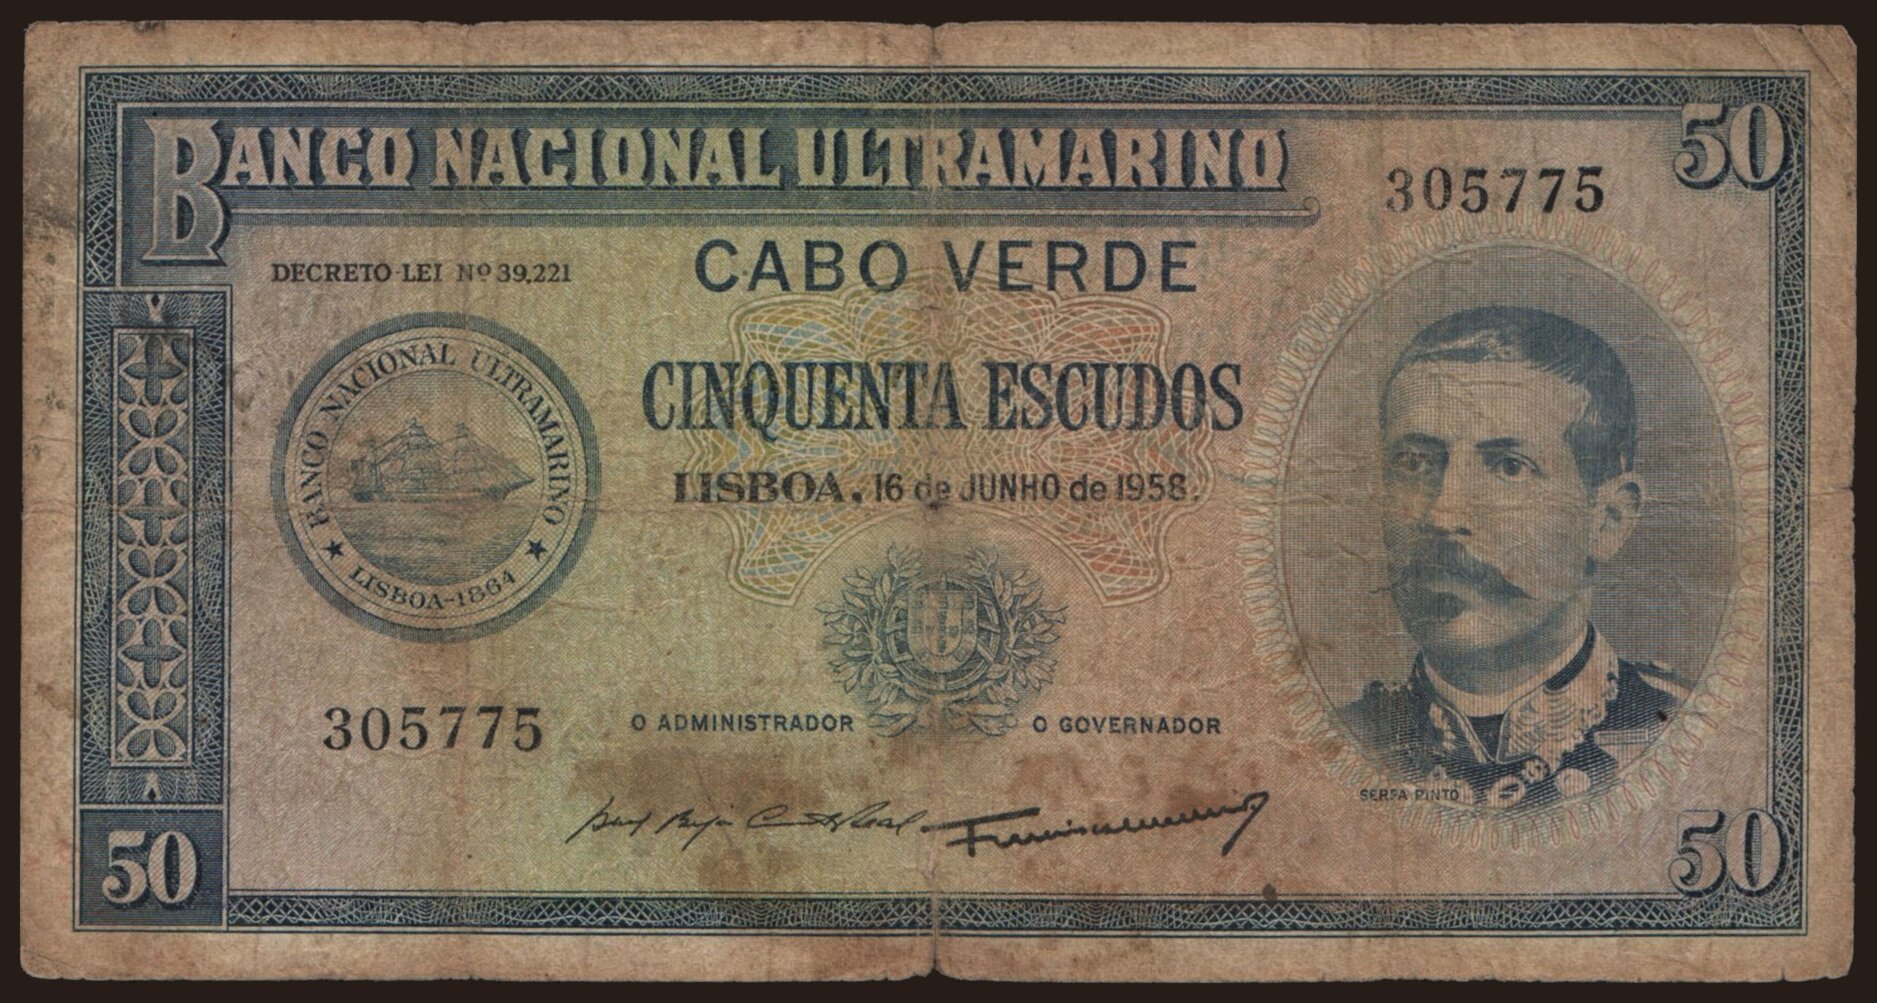 BANCO NACIONAL ULTRAMARINO
50
305775
CABO VERDE
DECRETO-LEI Nº 39,221
CINQUENTA ESCUDOS
BANCO NACIONAL ULTRAMARINO
LISBOA-1864
LISBOA, 16 de JUNHO de 1958.
305775
O ADMINISTRADOR
O GOVERNADOR
SERPA PINTO
50
50